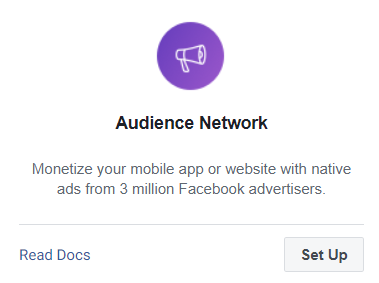 Audience Network
Monetize your mobile app or website with native
ads from 3 million Facebook advertisers.
Read Docs
Set Up